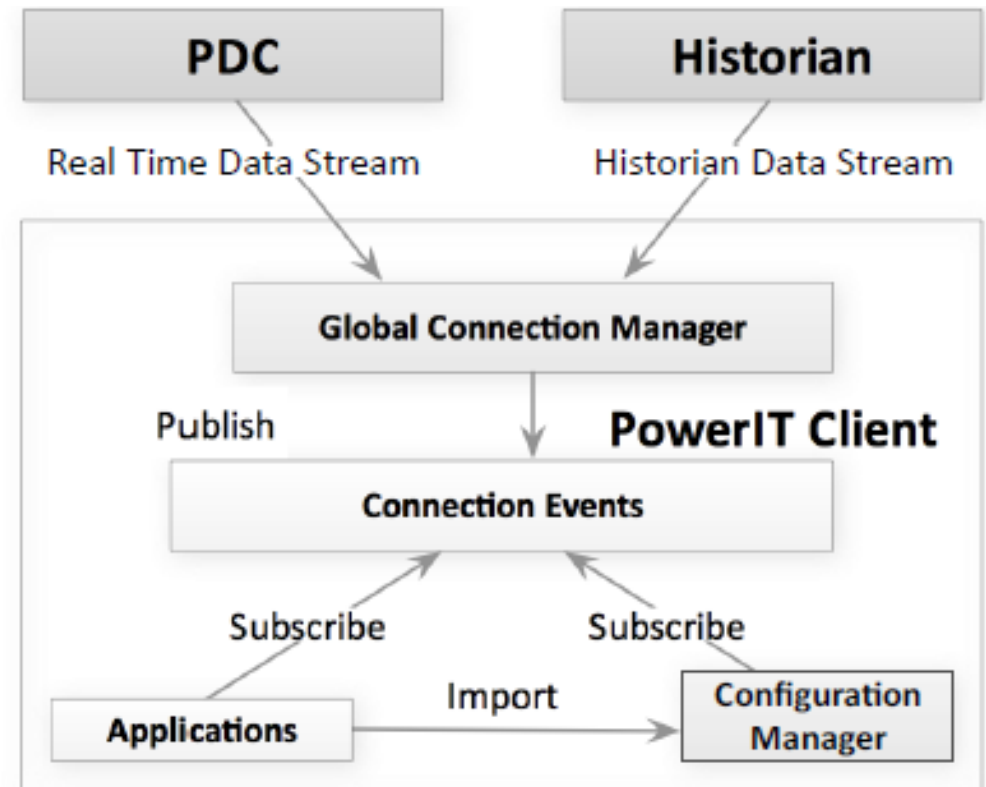 PDC
Historian
Real Time Data Stream
Historian Data Stream
Global Connection Manager
Publish
PowerIT Client
Connection Events
Subscribe
Subscribe
Import
Applications
Configuration
Manager